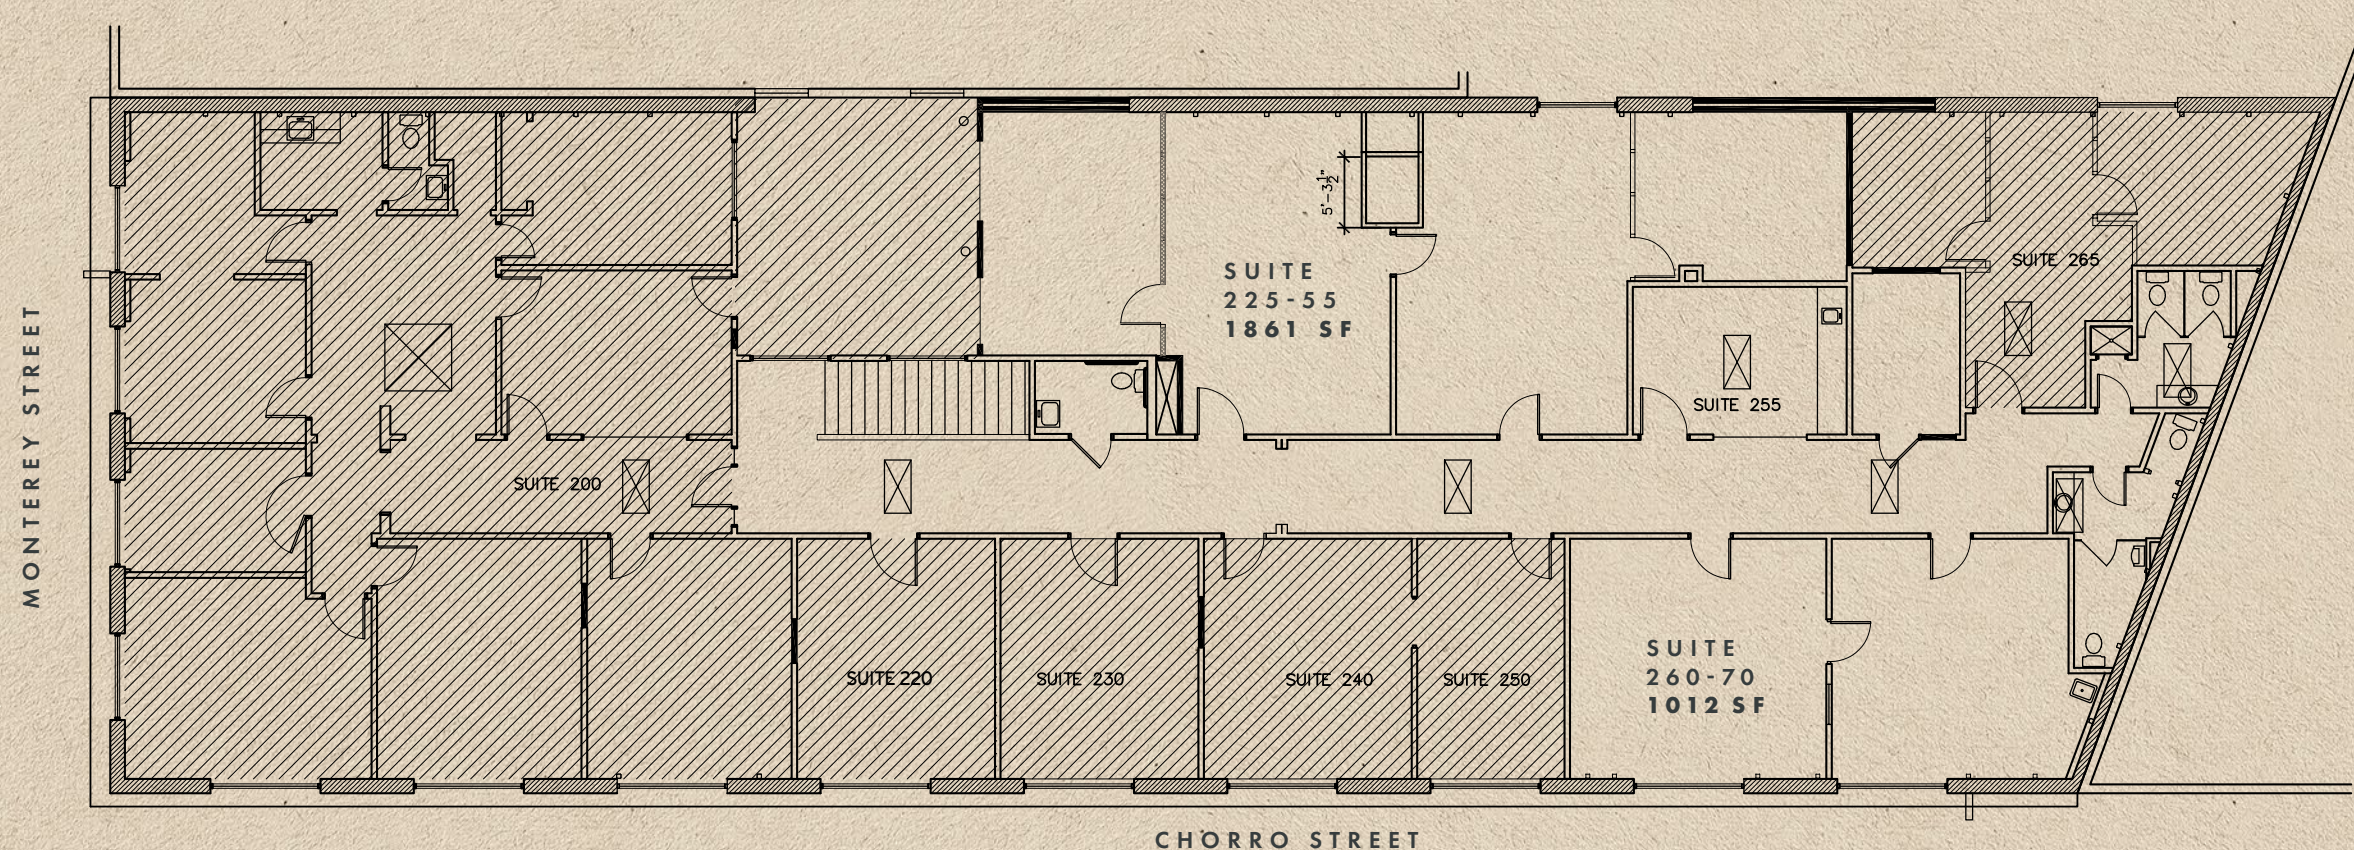 MONTEREY STREET
5'-3½"
SUITE
225-55
1861 SF
SUITE 265
SUITE 255
SUITE 200
SUITE 220
SUITE 230
SUITE 240
SUITE 250
SUITE
260-70
1012 SF
CHORRO STREET